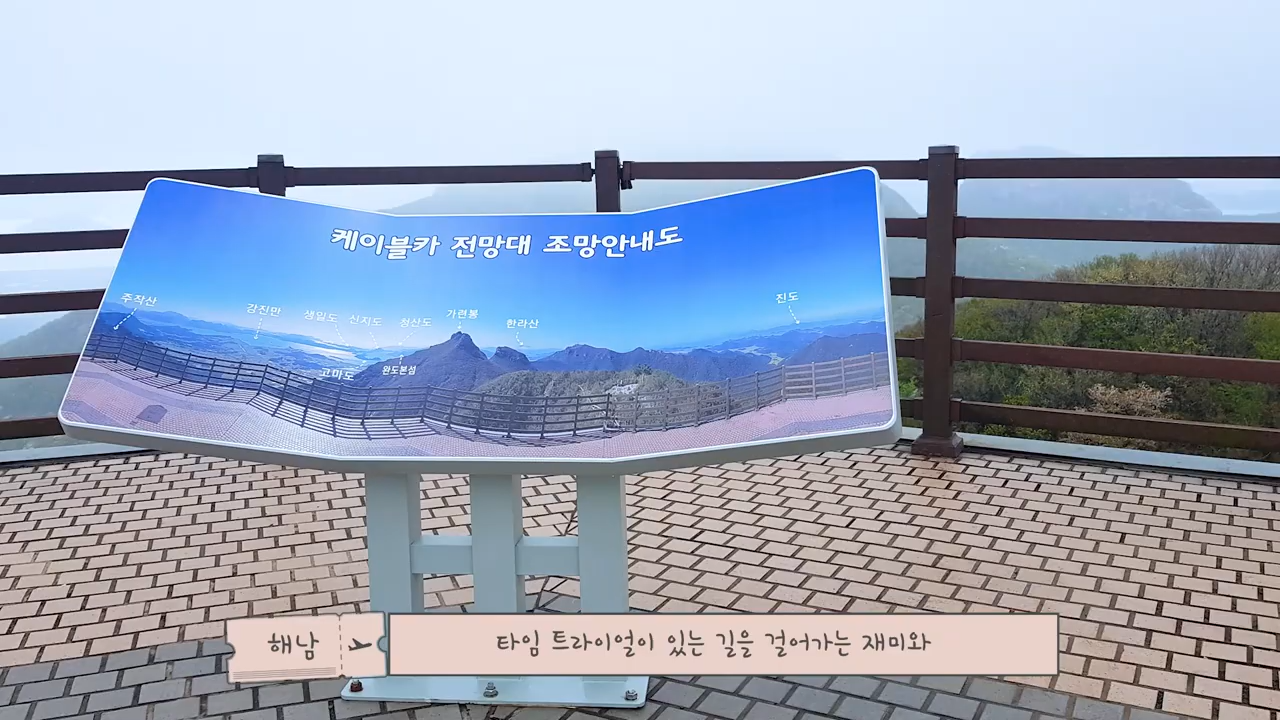 케이블카 전망대 조망안내도
주작산
강진만
생일도
신지도
청산도
가련봉
한라산
진도
고마도
완도본섬
해남
타임 트라이얼이 있는 길을 걸어가는 재미와